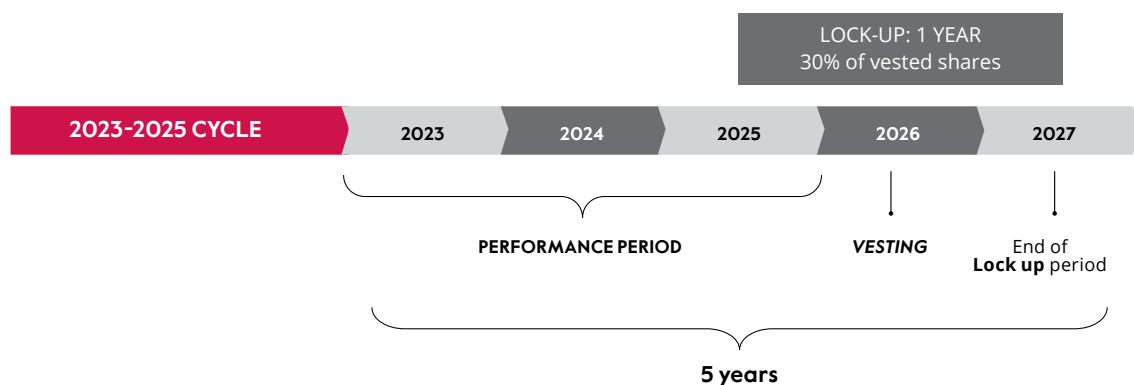 LOCK-UP: 1 YEAR
30% of vested shares
2023-2025 CYCLE
2023
2024
2025
2026
2027
PERFORMANCE PERIOD
VESTING
End of
Lock up period
5 years